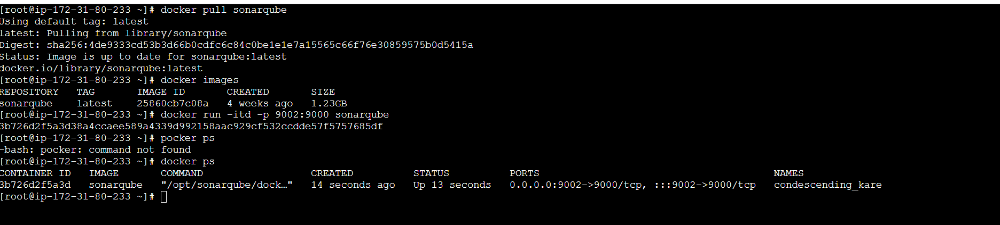 [root@ip-172-31-80-233 ~]# docker pull sonarqube
Using default tag: latest
latest: Pulling from library/sonarqube
Digest: sha256:4de9333cd53b3d66b0cdfc6c84c0be1e1e7a15565c66f76e30859575b0d5415a
Status: Image is up to date for sonarqube:latest
docker.io/library/sonarqube:latest
[root@ip-172-31-80-233 ~]# docker images
REPOSITORY   TAG       IMAGE ID       CREATED       SIZE
sonarqube    latest    25860cb7c08a   4 weeks ago   1.23GB
[root@ip-172-31-80-233 ~]# docker run -itd -p 9002:9000 sonarqube
3b726d2f5a3d38a4ccaee589a4339d992158aac929cf532ccdde57f5757685df
[root@ip-172-31-80-233 ~]# pocker ps
-bash: pocker: command not found
[root@ip-172-31-80-233 ~]# docker ps
CONTAINER ID   IMAGE       COMMAND                  CREATED          STATUS          PORTS                                       NAMES
3b726d2f5a3d   sonarqube   "/opt/sonarqube/dock…"   14 seconds ago   Up 13 seconds   0.0.0.0:9002->9000/tcp, :::9002->9000/tcp   condescending_kare
[root@ip-172-31-80-233 ~]#